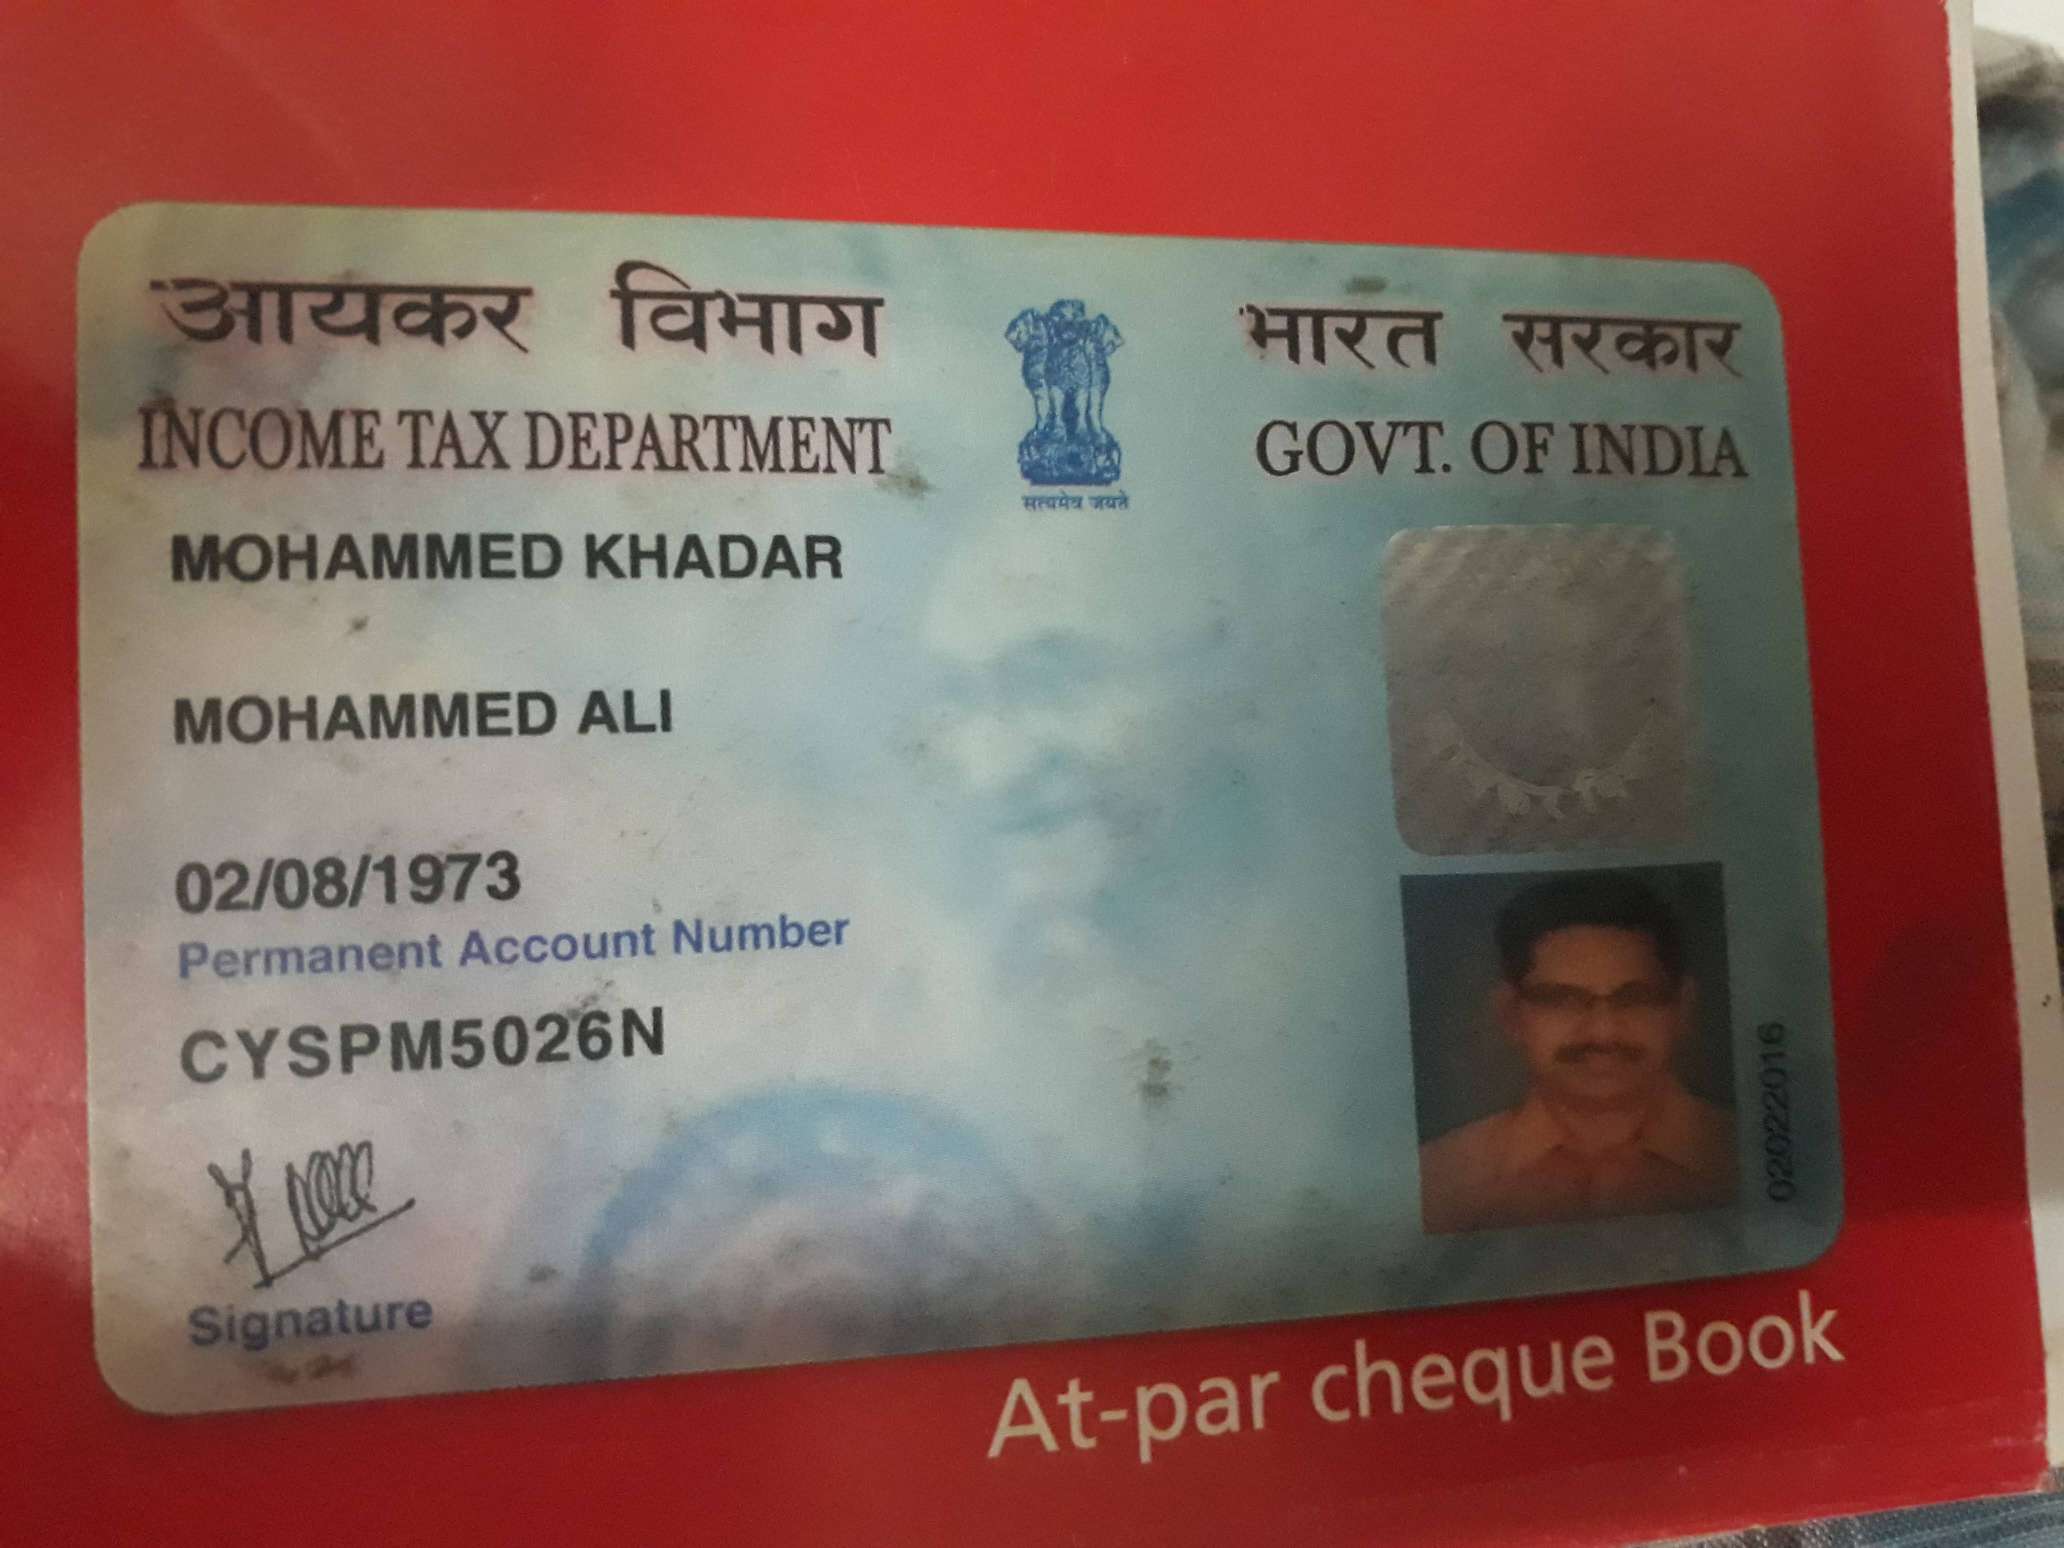 आयकर विभाग
INCOME TAX DEPARTMENT
सत्यमेव जयते
भारत सरकार
GOVT. OF INDIA
MOHAMMED KHADAR
MOHAMMED ALI
02/08/1973
Permanent Account Number
CYSPM5026N
Signature
02022016
At-par cheque Book